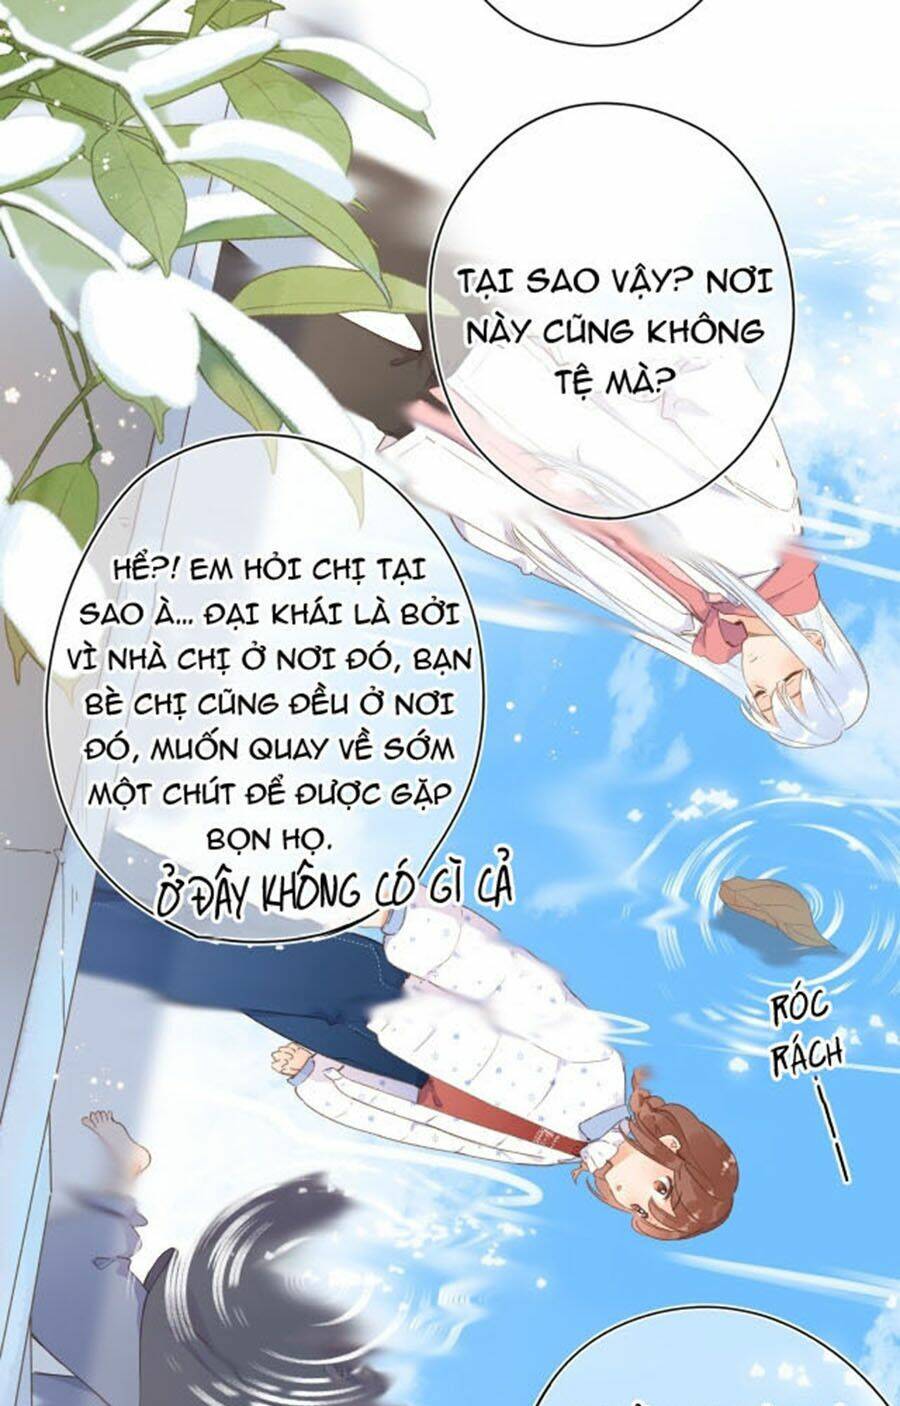 TẠI SAO VẬY? NƠI
NÀY CŨNG KHÔNG
TỆ MÀ?
HỂ?! EM HỎI CHỊ TẠI
SAO À... ĐẠI KHÁI LÀ BỞI
VÌ NHÀ CHỊ Ở NƠI ĐÓ, BẠN
BÈ CHỊ CŨNG ĐỀU Ở NƠI
ĐÓ, MUỐN QUAY VỀ SỚM
MỘT CHÚT ĐỂ ĐƯỢC GẶP
BỌN HỌ.
Ở ĐÂY KHÔNG CÓ GÌ CẢ
RÓC
RÁCH